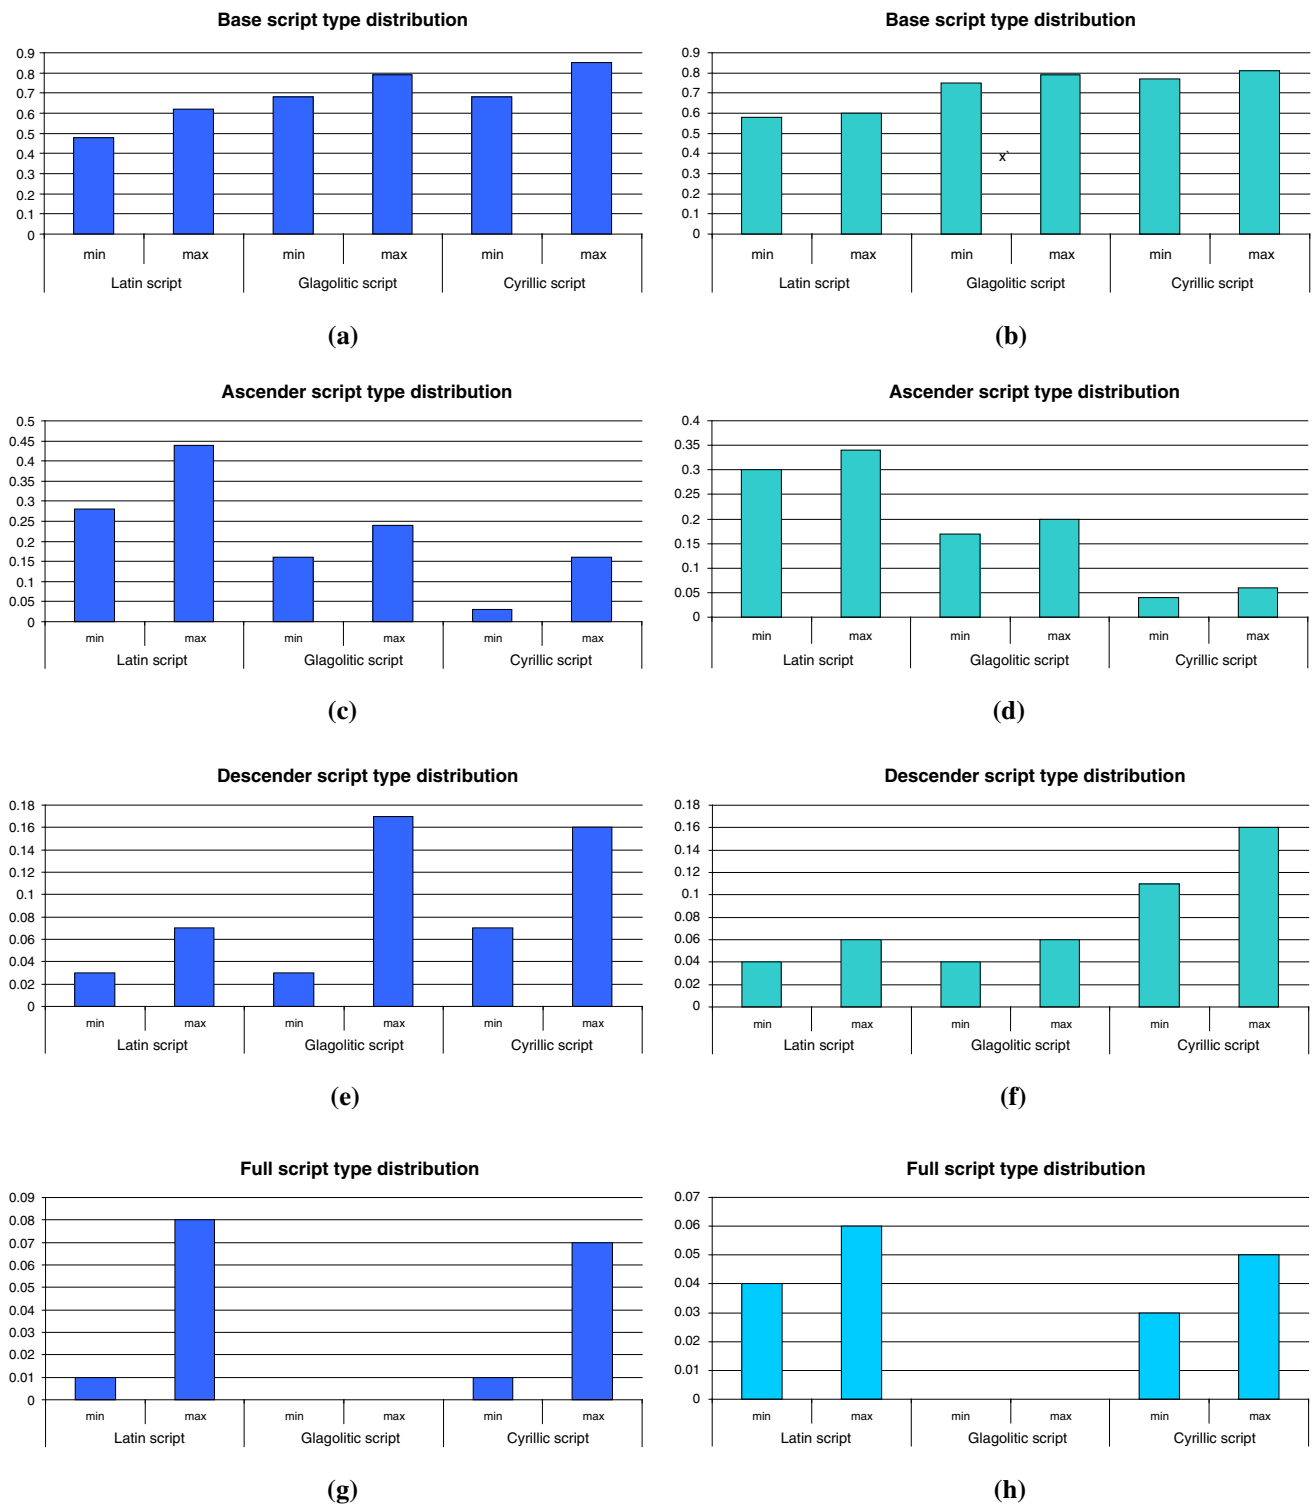 Base script type distribution
0.9
0.8
0.7
0.6
0.5
0.4
0.3
0.2
0.1
0
min max min max min max
Latin script Glagolitic script Cyrillic script
(a)
Base script type distribution
0.9
0.8
0.7
0.6
0.5
0.4
0.3
0.2
0.1
0
x`
min max min max min max
Latin script Glagolitic script Cyrillic script
(b)
Ascender script type distribution
0.5
0.45
0.4
0.35
0.3
0.25
0.2
0.15
0.1
0.05
0
min max min max min max
Latin script Glagolitic script Cyrillic script
(c)
Ascender script type distribution
0.4
0.35
0.3
0.25
0.2
0.15
0.1
0.05
0
min max min max min max
Latin script Glagolitic script Cyrillic script
(d)
Descender script type distribution
0.18
0.16
0.14
0.12
0.1
0.08
0.06
0.04
0.02
0
min max min max min max
Latin script Glagolitic script Cyrillic script
(e)
Descender script type distribution
0.18
0.16
0.14
0.12
0.1
0.08
0.06
0.04
0.02
0
min max min max min max
Latin script Glagolitic script Cyrillic script
(f)
Full script type distribution
0.09
0.08
0.07
0.06
0.05
0.04
0.03
0.02
0.01
0
min max min max min max
Latin script Glagolitic script Cyrillic script
(g)
Full script type distribution
0.07
0.06
0.05
0.04
0.03
0.02
0.01
0
min max min max min max
Latin script Glagolitic script Cyrillic script
(h)